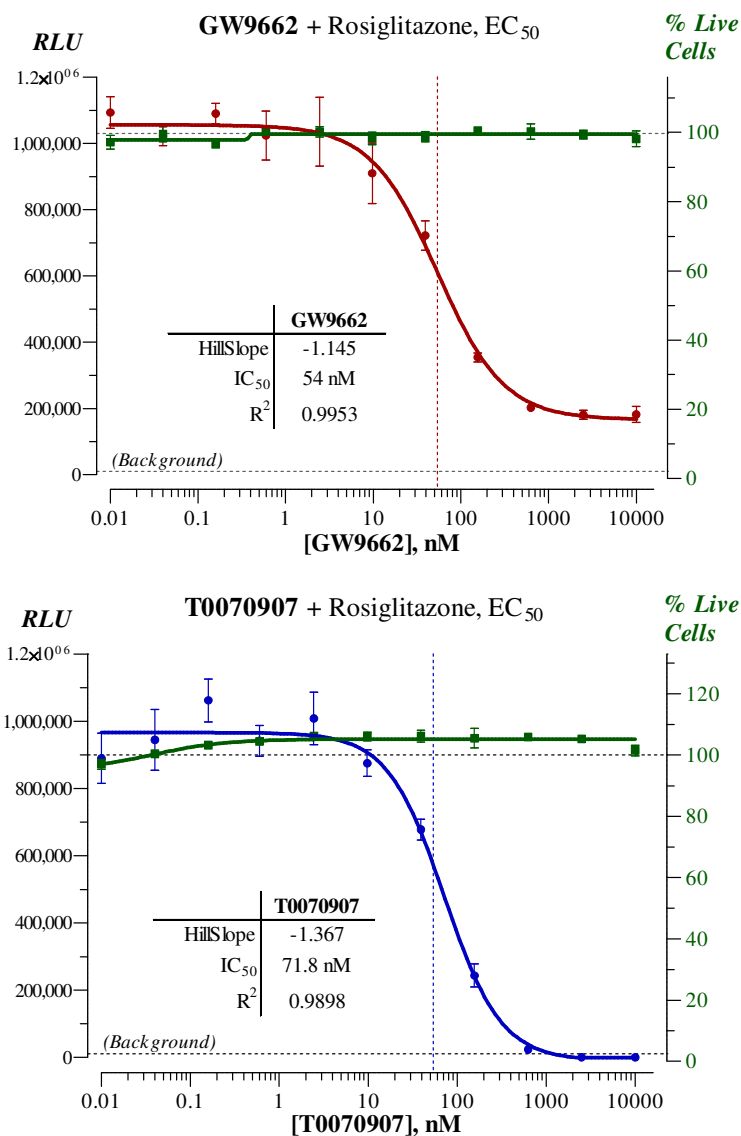 GW9662 + Rosiglitazone, EC50
RLU
% Live
Cells
1.2×10^06
1,000,000
800,000
600,000
400,000
200,000
0
100
80
60
40
20
0
GW9662
HillSlope -1.145
IC50 54 nM
R2 0.9953
(Background)
0.01 0.1 1 10 100 1000 10000
[GW9662], nM
T0070907 + Rosiglitazone, EC50
RLU
% Live
Cells
1.2×10^06
1,000,000
800,000
600,000
400,000
200,000
0
120
100
80
60
40
20
0
T0070907
HillSlope -1.367
IC50 71.8 nM
R2 0.9898
(Background)
0.01 0.1 1 10 100 1000 10000
[T0070907], nM